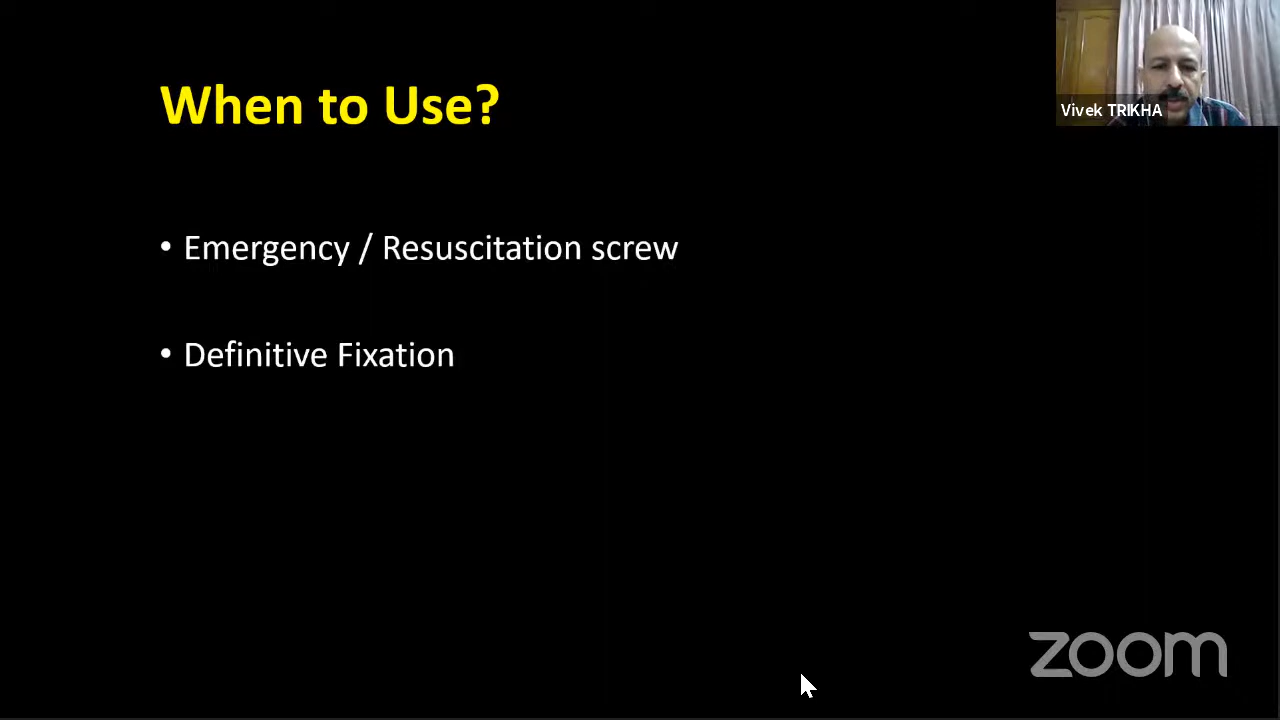 When to Use?
Vivek TRIKHA
• Emergency / Resuscitation screw
• Definitive Fixation
zoom